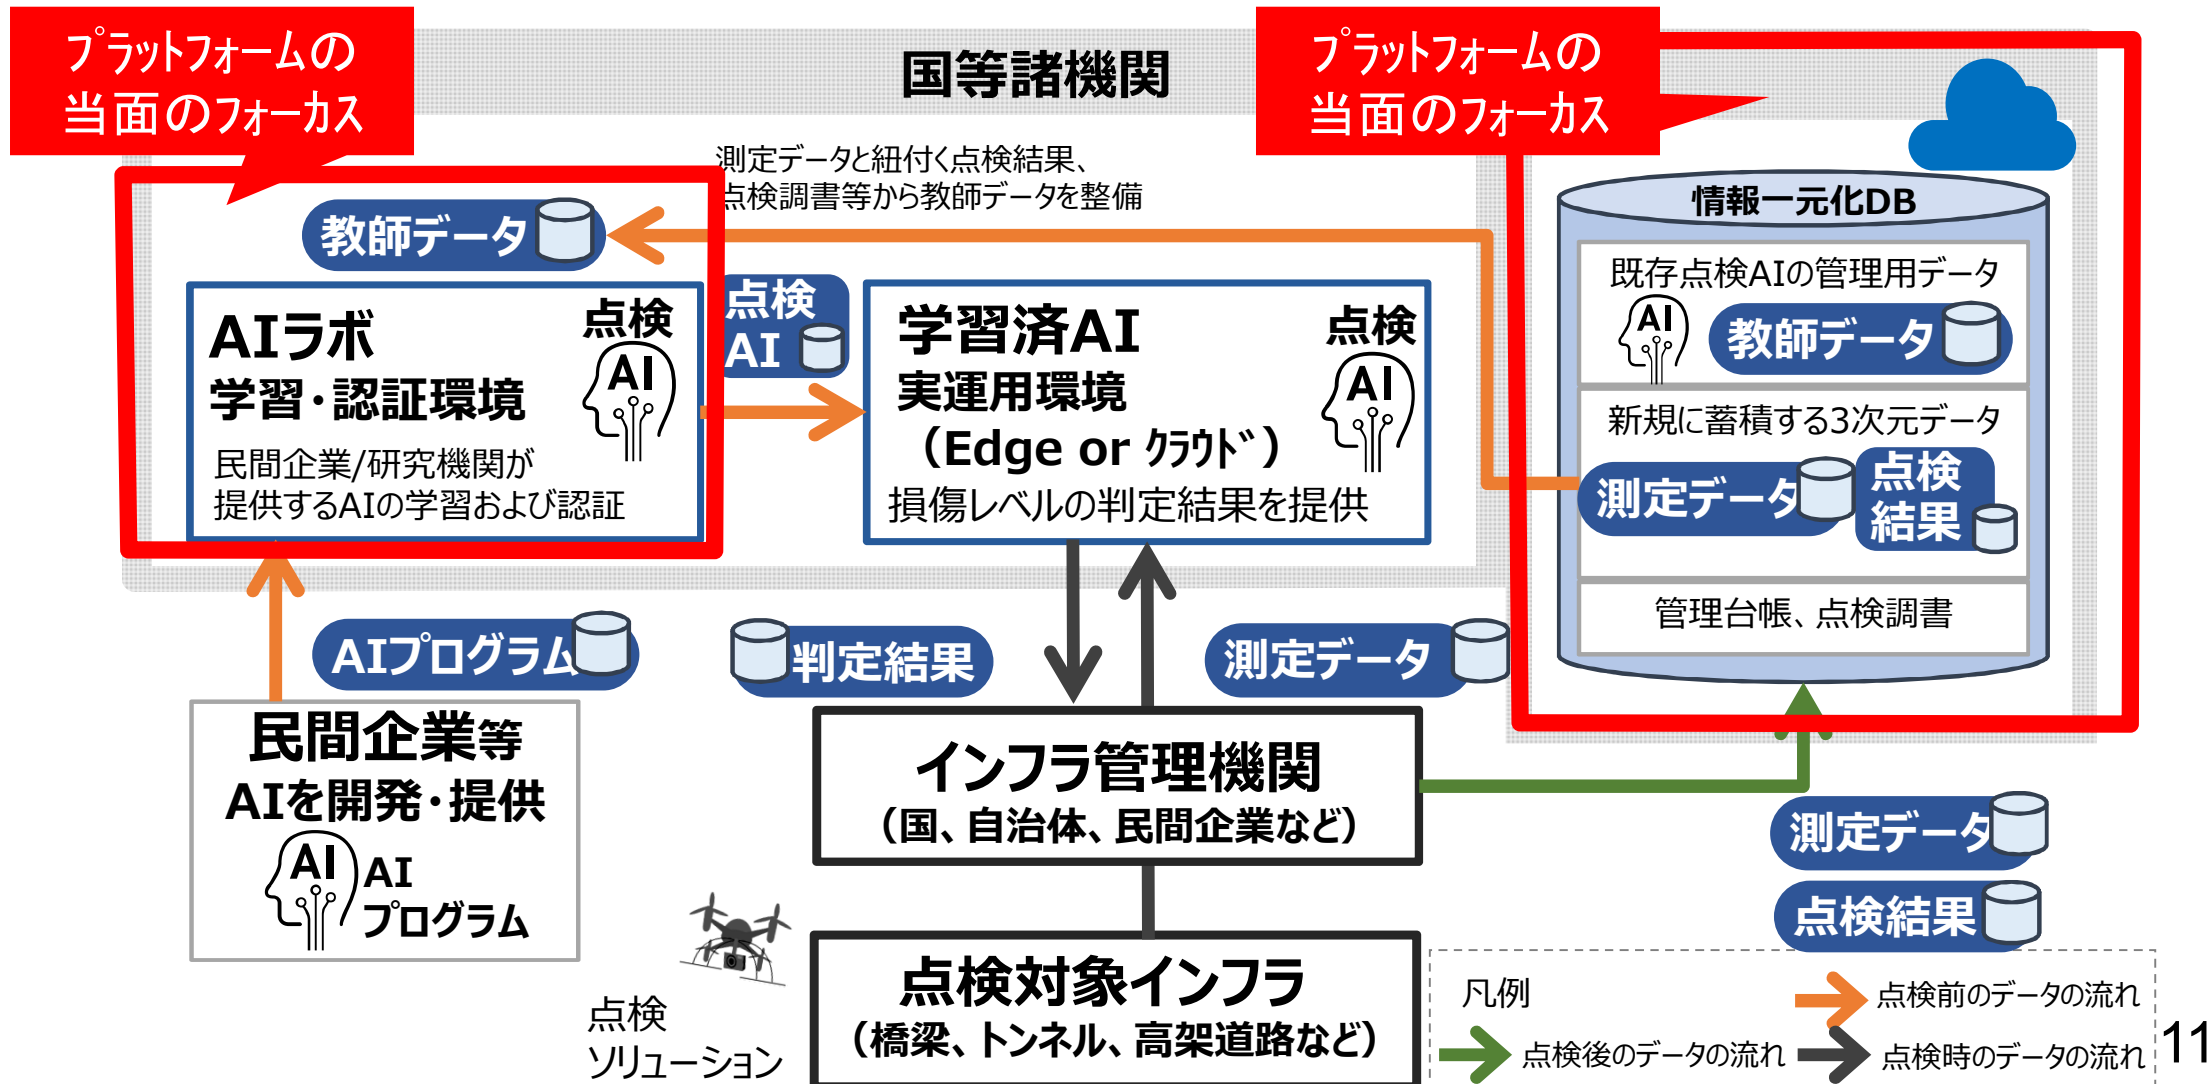 プラットフォームの
当面のフォーカス
国等諸機関
プラットフォームの
当面のフォーカス
測定データと紐付く点検結果、
点検調書等から教師データを整備
教師データ
AIラボ
学習・認証環境
点検
AI
民間企業/研究機関が
提供するAIの学習および認証
点検
AI
学習済AI
実運用環境
（Edge or クラウド）
点検
AI
損傷レベルの判定結果を提供
情報一元化DB
既存点検AIの管理用データ
AI
教師データ
新規に蓄積する3次元データ
測定データ
点検
結果
管理台帳、点検調書
AIプログラム
判定結果
測定データ
民間企業等
AIを開発・提供
AI
AI
プログラム
インフラ管理機関
（国、自治体、民間企業など）
測定データ
点検結果
点検
ソリューション
点検対象インフラ
（橋梁、トンネル、高架道路など）
凡例
点検前のデータの流れ
点検後のデータの流れ
点検時のデータの流れ
11